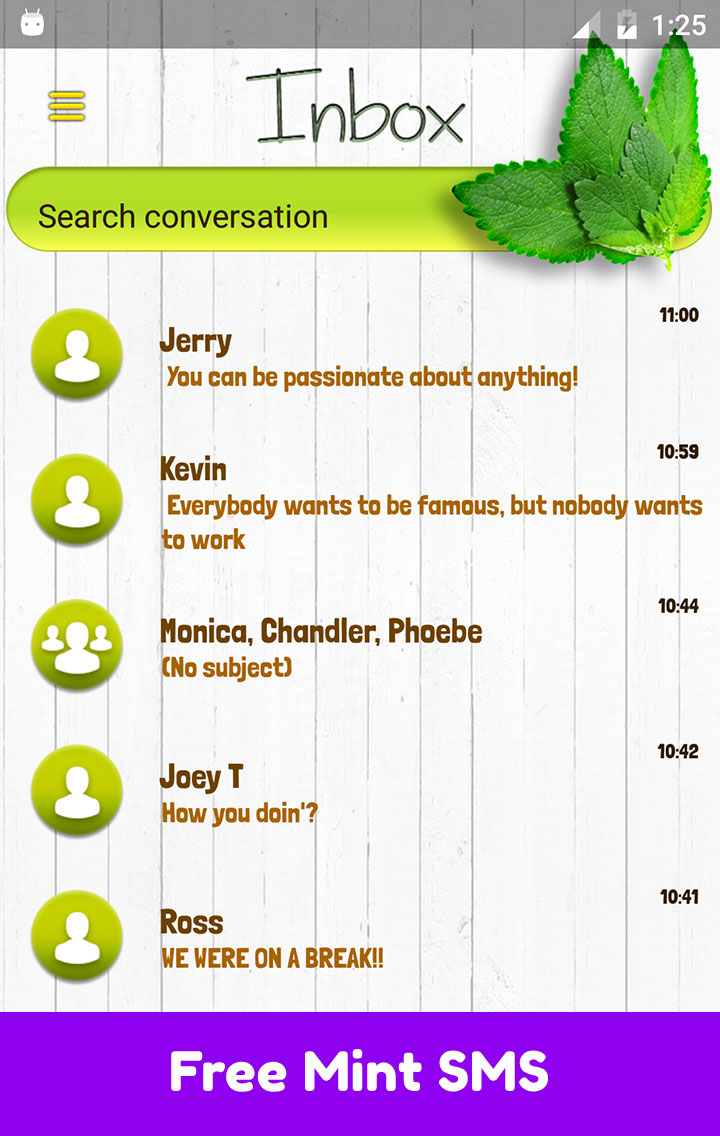 1:25
Inbox
Search conversation
11:00
Jerry
You can be passionate about anything!
10:59
Kevin
Everybody wants to be famous, but nobody wants
to work
10:44
Monica, Chandler, Phoebe
(No subject)
10:42
Joey T
How you doin'?
10:41
Ross
WE WERE ON A BREAK!!
Free Mint SMS